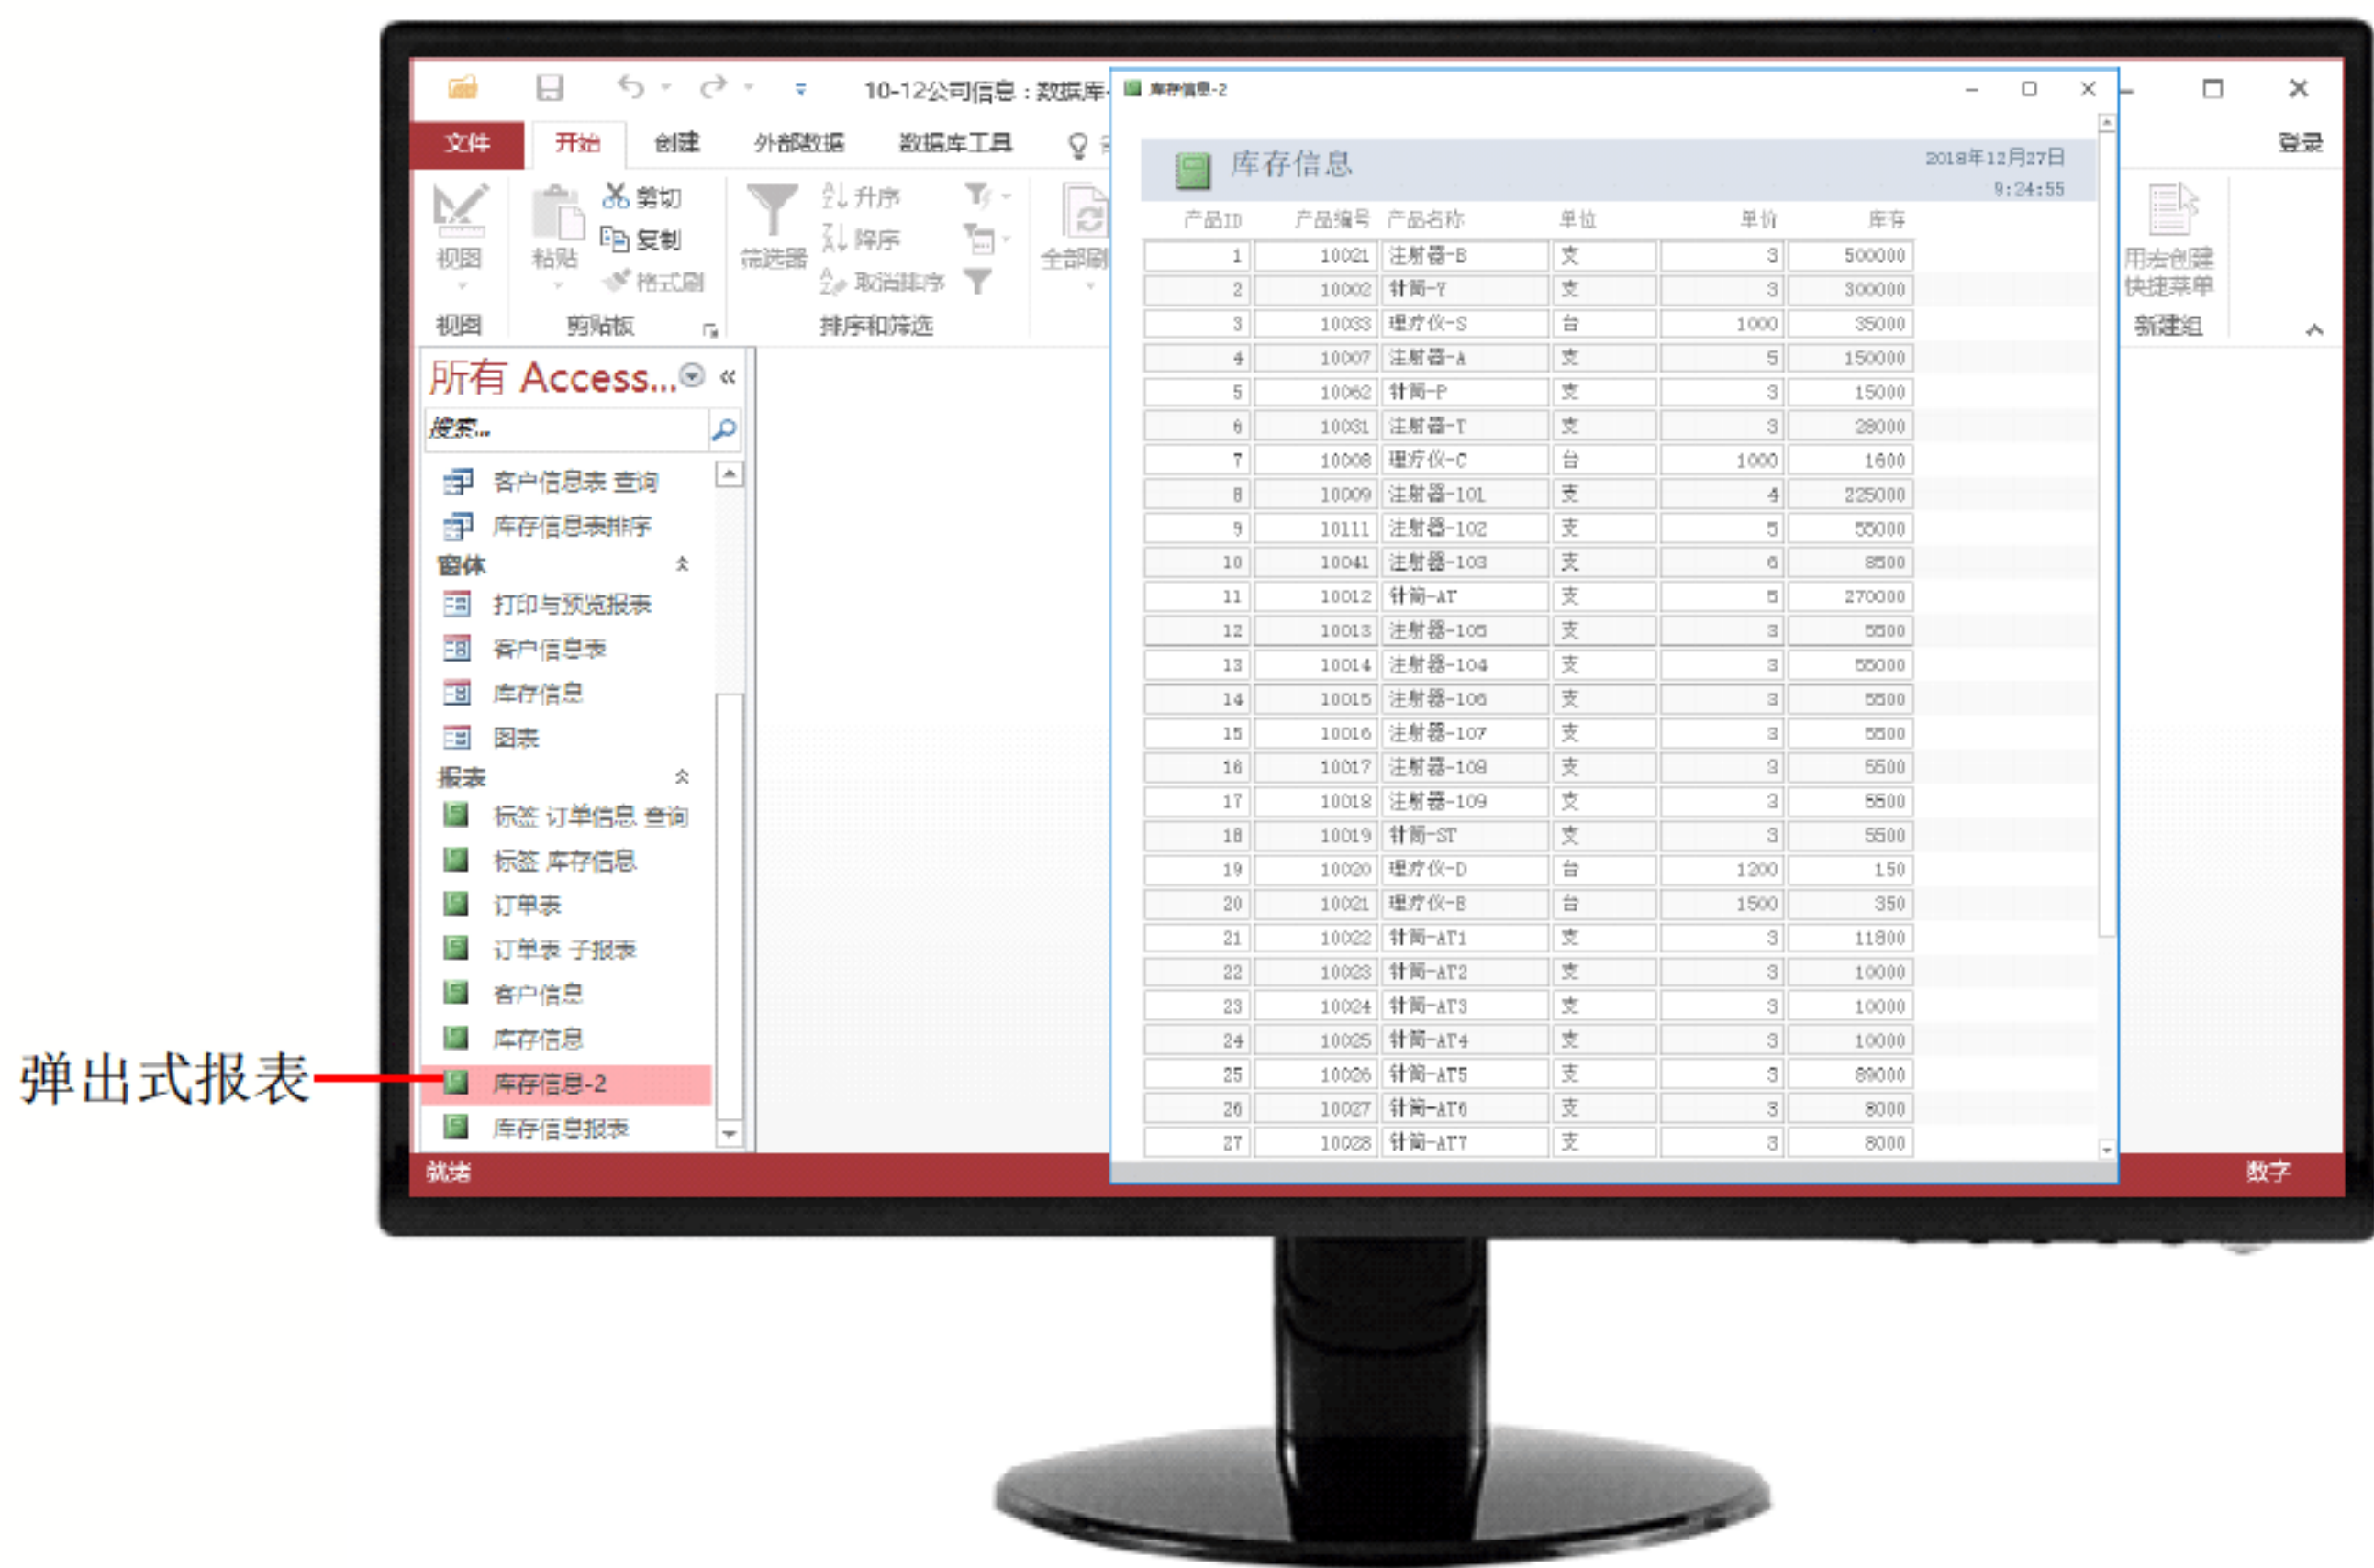 10-12公司信息：数据库-
文件 开始 创建 外部数据 数据库工具 登录
视图 粘贴 剪切 复制 格式刷 筛选器 升序 降序 取消排序 全部刷 用宏创建快捷菜单
视图 剪贴板 排序和筛选 新建组
所有 Access...
搜索...
客户信息表 查询
库存信息表排序
窗体
打印与预览报表
客户信息表
库存信息
图表
报表
标签 订单信息 查询
标签 库存信息
订单表
订单表 子报表
客户信息
库存信息
库存信息-2
库存信息报表
弹出式报表
就绪
数字
库存信息-2
库存信息
2018年12月27日
9:24:55
产品ID 产品编号 产品名称 单位 单价 库存
1 10021 注射器-B 支 3 500000
2 10002 针筒-Y 支 3 300000
3 10033 理疗仪-S 台 1000 35000
4 10007 注射器-A 支 5 150000
5 10062 针筒-P 支 3 15000
6 10031 注射器-T 支 3 28000
7 10008 理疗仪-C 台 1000 1600
8 10009 注射器-101 支 4 225000
9 10111 注射器-102 支 5 55000
10 10041 注射器-103 支 6 8500
11 10012 针筒-AT 支 5 270000
12 10013 注射器-105 支 3 5500
13 10014 注射器-104 支 3 55000
14 10015 注射器-106 支 3 5500
15 10016 注射器-107 支 3 5500
16 10017 注射器-108 支 3 5500
17 10018 注射器-109 支 3 5500
18 10019 针筒-ST 支 3 5500
19 10020 理疗仪-D 台 1200 150
20 10021 理疗仪-E 台 1500 350
21 10022 针筒-AT1 支 3 11800
22 10023 针筒-AT2 支 3 10000
23 10024 针筒-AT3 支 3 10000
24 10025 针筒-AT4 支 3 10000
25 10026 针筒-AT5 支 3 89000
26 10027 针筒-AT6 支 3 8000
27 10028 针筒-AT7 支 3 8000